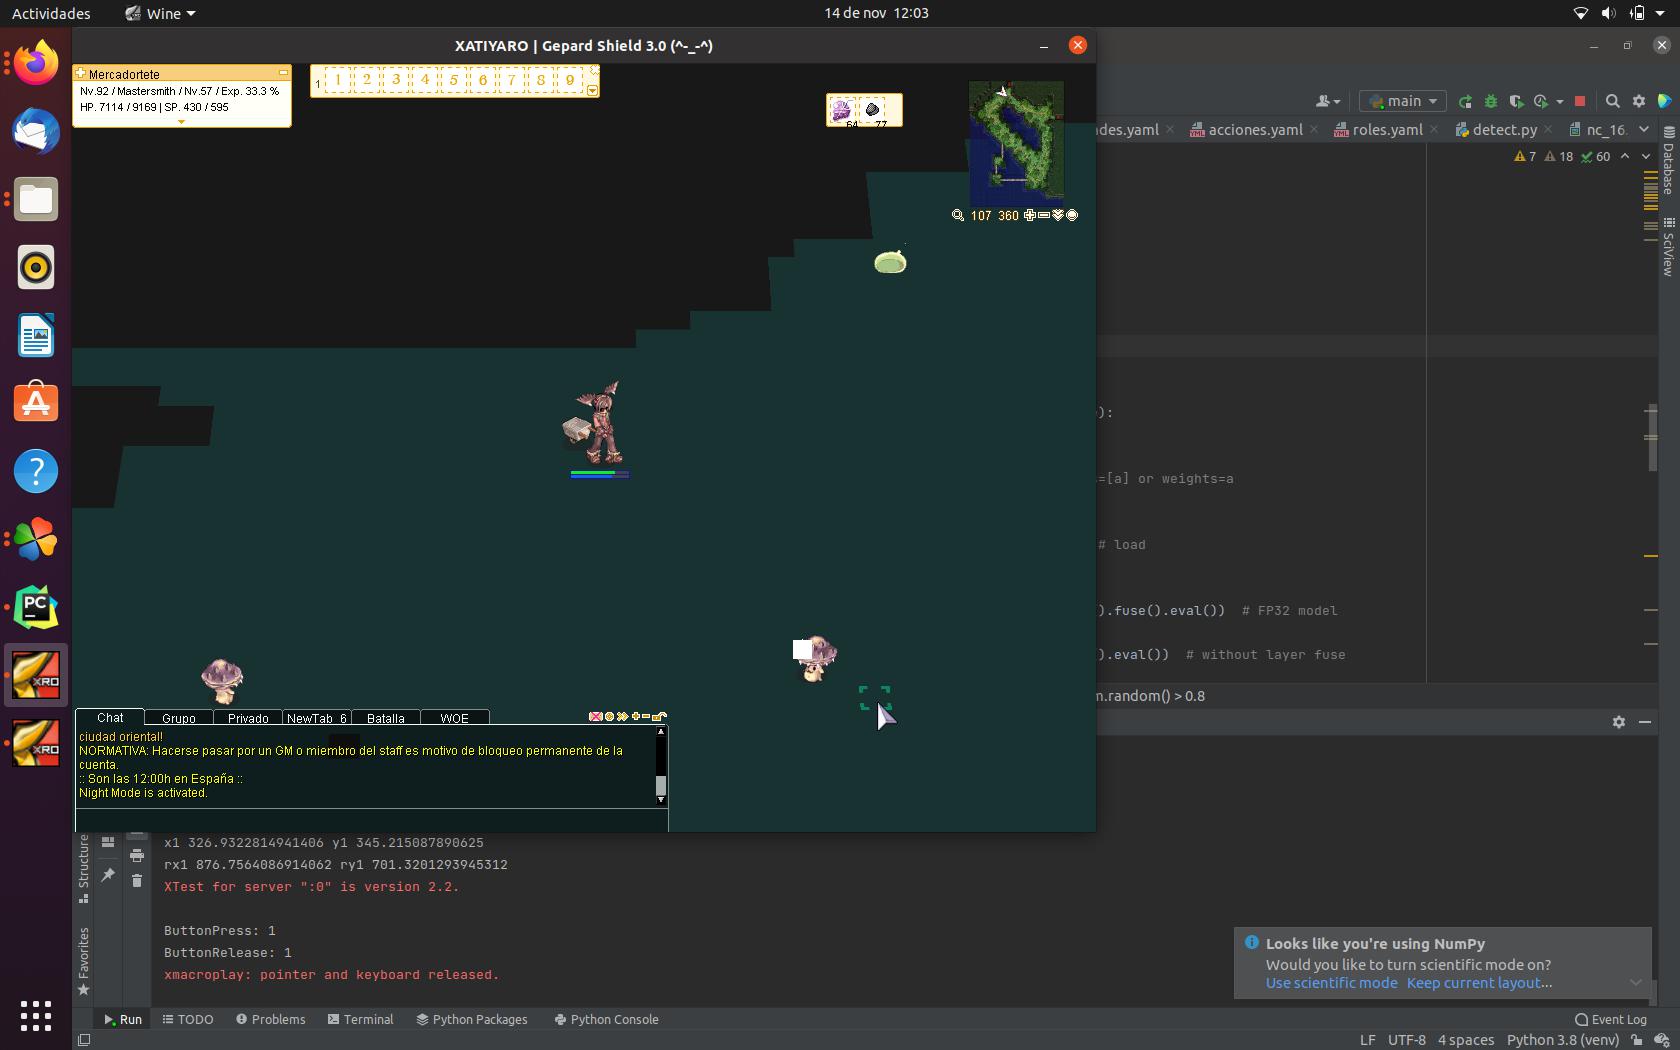 Actividades
Wine
14 de nov 12:03
XATIYARO | Gepard Shield 3.0 (^-_-^)
Mercadortete
Nv.92 / Mastersmith / Nv.57 / Exp. 33.3 %
HP. 7114 / 9169 | SP. 430 / 595
1 1 2 3 4 5 6 7 8 9
64 77
107 360
main
des.yaml
acciones.yaml
roles.yaml
detect.py
nc_16.
7 18 60
Database
SciView
):
=[a] or weights=a
# load
).fuse().eval()) # FP32 model
).eval()) # without layer fuse
m.random() > 0.8
Chat
Grupo
Privado
NewTab_6
Batalla
WOE
ciudad oriental!
NORMATIVA: Hacerse pasar por un GM o miembro del staff es motivo de bloqueo permanente de la
cuenta.
:: Son las 12:00h en España ::
Night Mode is activated.
x1 326.9322814941406 y1 345.215087890625
rx1 876.7564086914062 ry1 701.3201293945312
XTest for server ":0" is version 2.2.
ButtonPress: 1
ButtonRelease: 1
xmacroplay: pointer and keyboard released.
Structure
Favorites
PC
XRO
XRO
Looks like you're using NumPy
Would you like to turn scientific mode on?
Use scientific mode Keep current layout...
Run
TODO
Problems
Terminal
Python Packages
Python Console
Event Log
LF UTF-8 4 spaces Python 3.8 (venv)